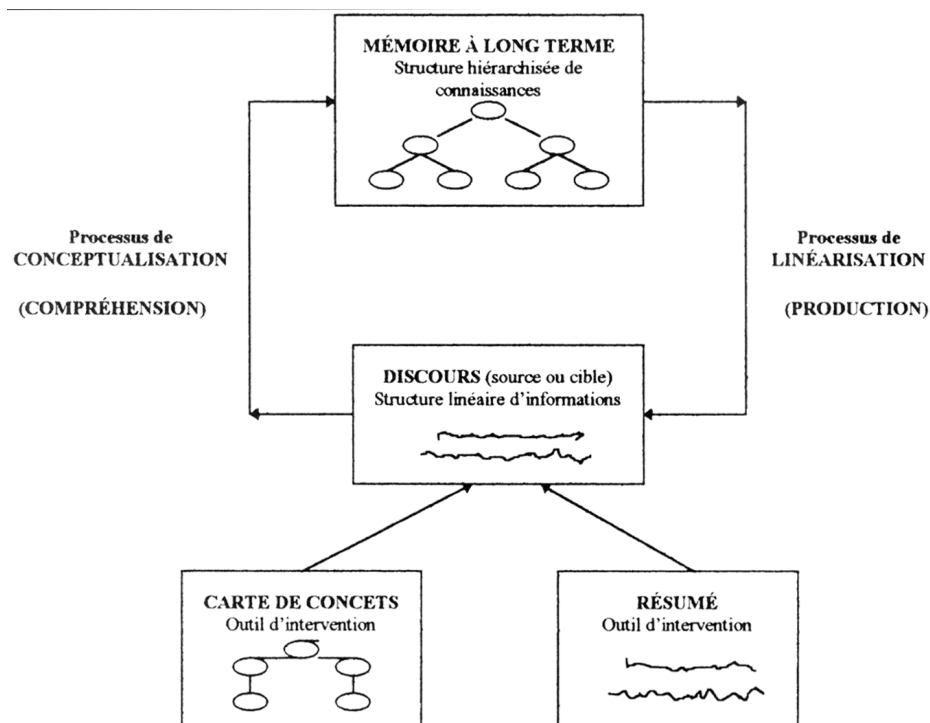 MÉMOIRE À LONG TERME
Structure hiérarchisée de
connaissances
Processus de
CONCEPTUALISATION
(COMPRÉHENSION)
Processus de
LINÉARISATION
(PRODUCTION)
DISCOURS (source ou cible)
Structure linéaire d'informations
CARTE DE CONCETS
Outil d'intervention
RÉSUMÉ
Outil d'intervention